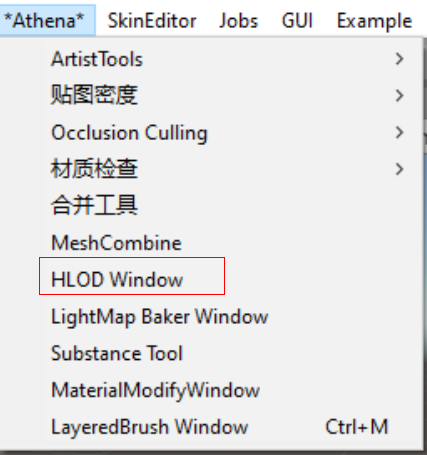 *Athena* SkinEditor Jobs GUI Example
ArtistTools
贴图密度
Occlusion Culling
材质检查
合并工具
MeshCombine
HLOD Window
LightMap Baker Window
Substance Tool
MaterialModifyWindow
LayeredBrush Window Ctrl+M